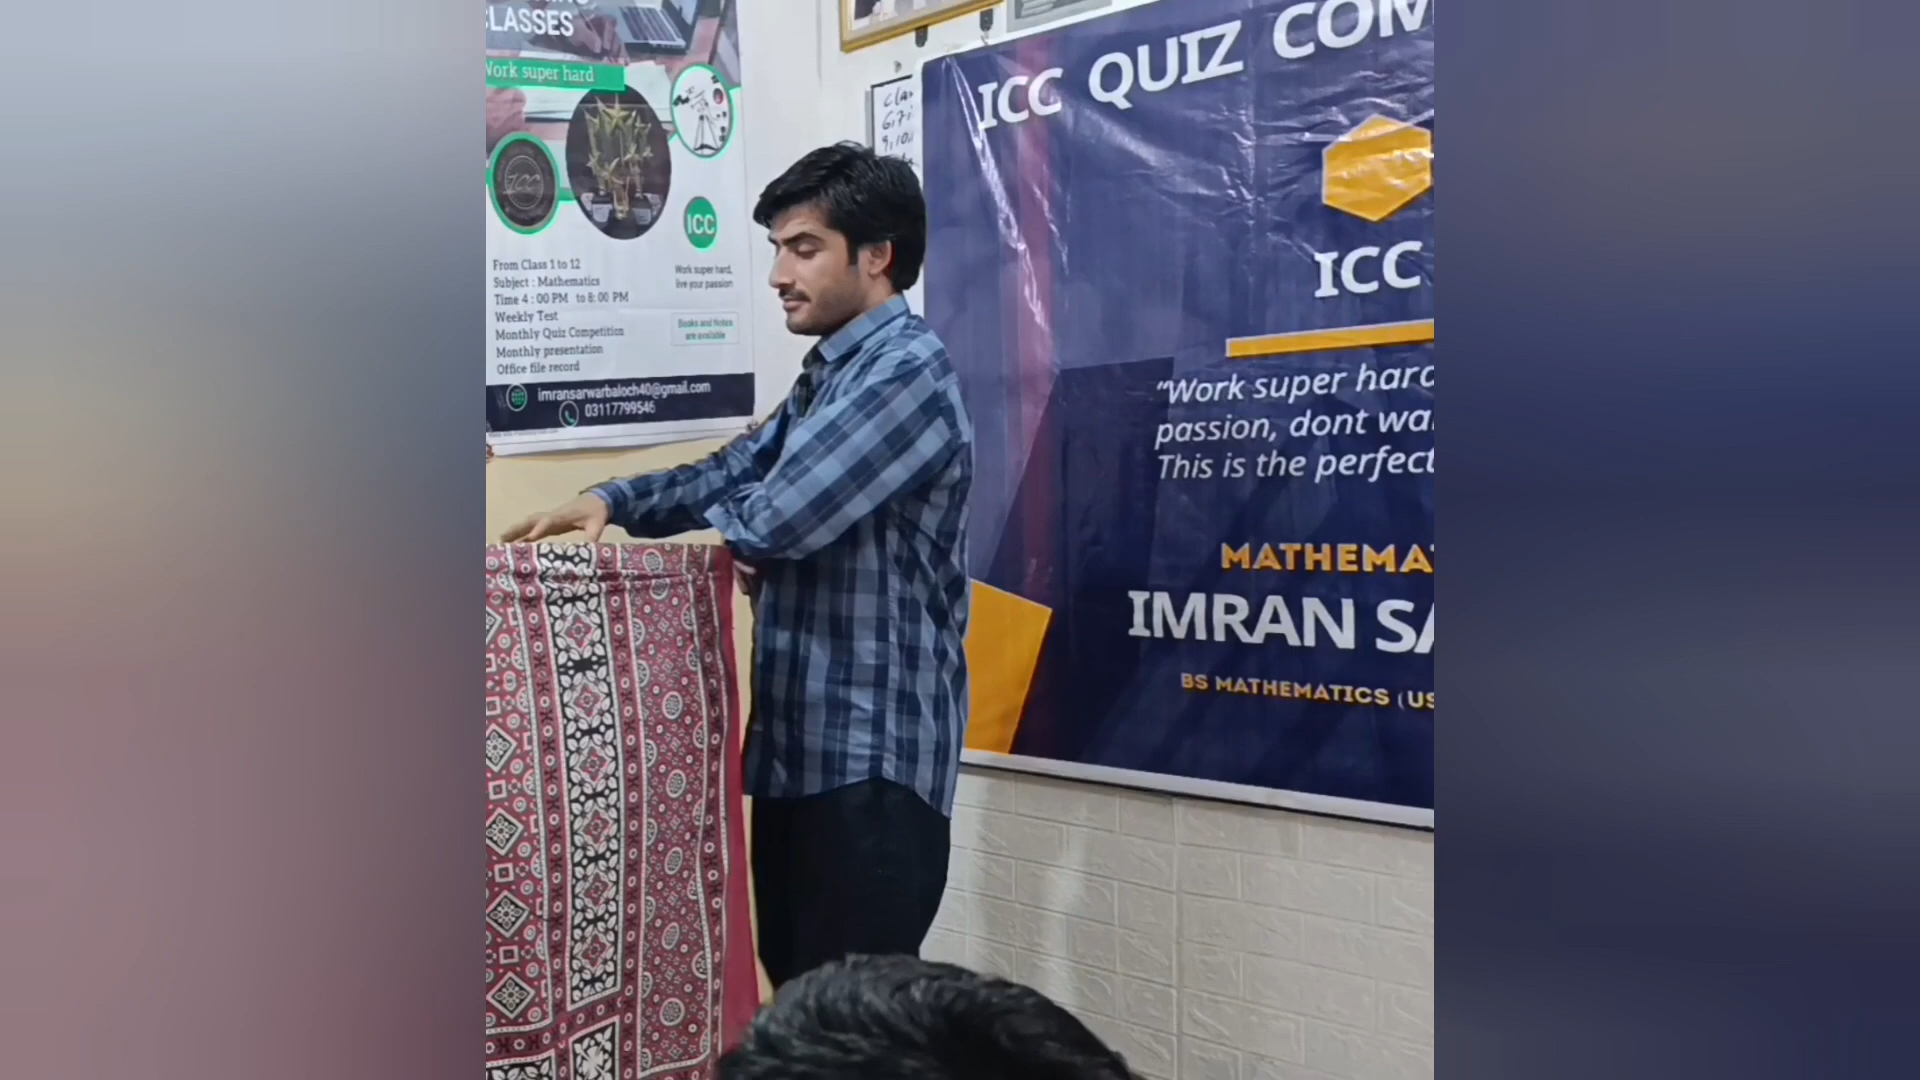 LASSES
Work super hard
ICC
ICC
From Class 1 to 12
Subject : Mathematics
Time 4 : 00 PM to 8: 00 PM
Weekly Test
Monthly Quiz Competition
Monthly presentation
Office file record
Work super hard,
live your passion
Books and Notes
are available
imransarwarbaloch40@gmail.com
03117799546
ICC QUIZ COM
ICC
“Work super hard
passion, dont wa
This is the perfect
MATHEMA
IMRAN SA
BS MATHEMATICS (US